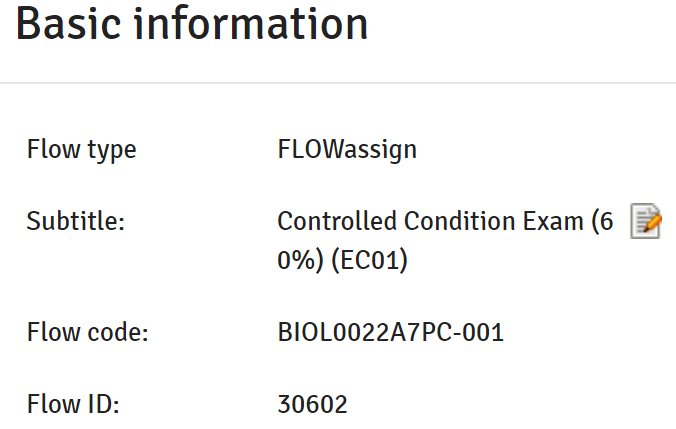 Basic information
Flow type FLOWassign
Subtitle: Controlled Condition Exam (6
0%) (EC01)
Flow code: BIOL0022A7PC-001
Flow ID: 30602